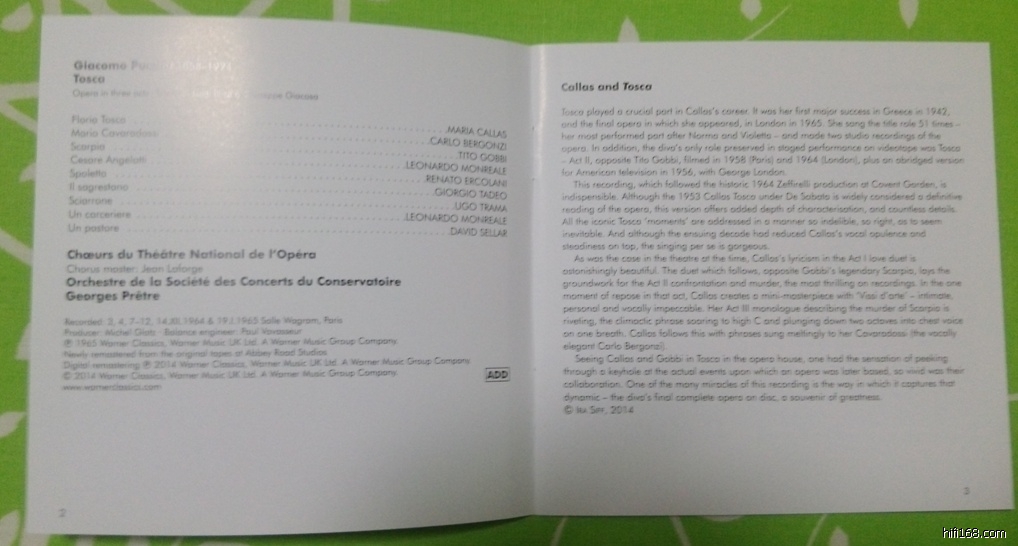 Giacomo
Tosca
Opera in three
Floria Tosca MARIA CALLAS
Mario Cavaradossi CARLO BERGONZI
Scarpia TITO GOBBI
Cesare Angelotti LEONARDO MONREALE
Spoletta RENATO ERCOLANI
Il sagrestano GIORGIO TADEO
Sciarrone UGO TRAMA
Un carceriere LEONARDO MONREALE
Un pastore DAVID SELLAR
Chœurs du Théâtre National de l'Opéra
Chorus master: Jean Laforge
Orchestre de la Société des Concerts du Conservatoire
Georges Prêtre
Recorded: 2, 4, 7–12, 14.XII.1964 & 19.I.1965 Salle Wagram, Paris
Producer: Michel Glotz · Balance engineer: Paul Vavasseur
℗ 1965 Warner Classics, Warner Music UK Ltd. A Warner Music Group Company.
Newly remastered from the original tapes at Abbey Road Studios
Digital remastering ℗ 2014 Warner Classics, Warner Music UK Ltd. A Warner Music Group Company.
© 2014 Warner Classics, Warner Music UK Ltd. A Warner Music Group Company.
www.warnerclassics.com
ADD
2
Callas and Tosca
Tosca played a crucial part in Callas's career. It was her first major success in Greece in 1942,
and the final opera in which she appeared, in London in 1965. She sang the title role 51 times –
her most performed part after Norma and Violetta – and made two studio recordings of the
opera. In addition, the diva's only role preserved in staged performance on videotape was Tosca
– Act II, opposite Tito Gobbi, filmed in 1958 (Paris) and 1964 (London), plus an abridged version
for American television in 1956, with George London.
This recording, which followed the historic 1964 Zeffirelli production at Covent Garden, is
indispensible. Although the 1953 Callas Tosca under De Sabata is widely considered a definitive
reading of the opera, this version offers added depth of characterisation, and countless details.
All the iconic Tosca 'moments' are addressed in a manner so indelible, so right, as to seem
inevitable. And although the ensuing decade had reduced Callas's vocal opulence and
steadiness on top, the singing per se is gorgeous.
As was the case in the theatre at the time, Callas's lyricism in the Act I love duet is
astonishingly beautiful. The duet which follows, opposite Gobbi's legendary Scarpia, lays the
groundwork for the Act II confrontation and murder, the most thrilling on recordings. In the one
moment of repose in that act, Callas creates a mini-masterpiece with 'Vissi d'arte' – intimate,
personal and vocally impeccable. Her Act III monologue describing the murder of Scarpia is
riveting, the climactic phrase soaring to high C and plunging down two octaves into chest voice
on one breath. Callas follows this with phrases sung meltingly to her Cavaradossi (the vocally
elegant Carlo Bergonzi).
Seeing Callas and Gobbi in Tosca in the opera house, one had the sensation of peeking
through a keyhole at the actual events upon which an opera was later based, so vivid was their
collaboration. One of the many miracles of this recording is the way in which it captures that
dynamic – the diva's final complete opera on disc, a souvenir of greatness.
© Ira Siff, 2014
3
hifi168.com